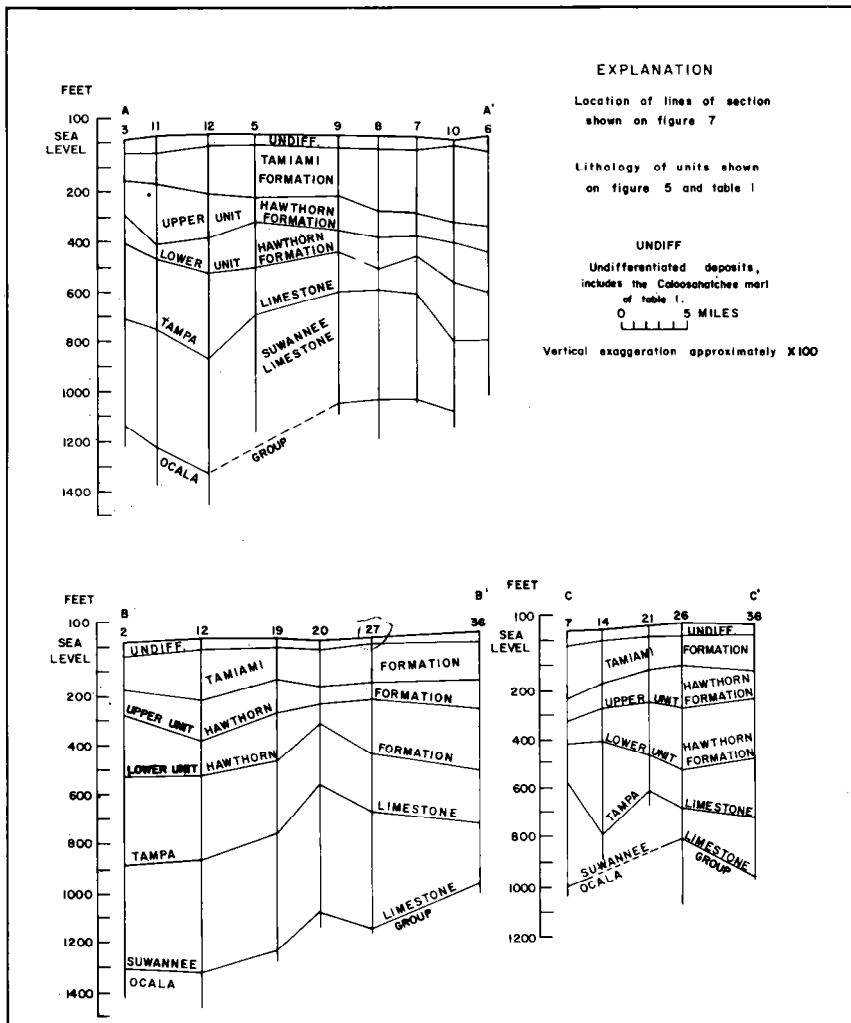 EXPLANATION
Location of lines of section
shown on figure 7
Lithology of units shown
on figure 5 and table 1
UNDIFF
Undifferentiated deposits,
includes the Caloosahatchee marl
of table 1.
0 5 MILES
Vertical exaggeration approximately X100
FEET
A A'
3 11 12 5 9 8 7 10 6
100
SEA
LEVEL
200
400
600
800
1000
1200
1400
UNDIFF.
TAMIAMI
FORMATION
UPPER UNIT HAWTHORN
FORMATION
LOWER UNIT HAWTHORN
FORMATION
TAMPA LIMESTONE
SUWANNEE
LIMESTONE
OCALA GROUP
FEET
B B'
2 12 19 20 27 36
100
SEA
LEVEL
200
400
600
800
1000
1200
1400
UNDIFF.
TAMIAMI FORMATION
UPPER UNIT HAWTHORN FORMATION
LOWER UNIT HAWTHORN FORMATION
TAMPA LIMESTONE
SUWANNEE LIMESTONE
OCALA GROUP
FEET
C C'
7 14 21 26 36
100
SEA
LEVEL
200
400
600
800
1000
1200
UNDIFF.
TAMIAMI FORMATION
UPPER UNIT HAWTHORN
FORMATION
LOWER UNIT HAWTHORN
FORMATION
TAMPA LIMESTONE
SUWANNEE LIMESTONE
OCALA GROUP